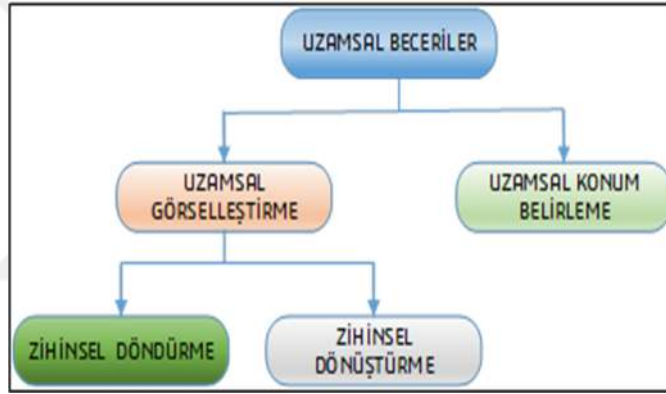 UZAMSAL BECERİLER
UZAMSAL
GÖRSELLEŞTİRME
UZAMSAL KONUM
BELİRLEME
ZİHİNSEL DÖNDÜRME
ZİHİNSEL
DÖNÜŞTÜRME